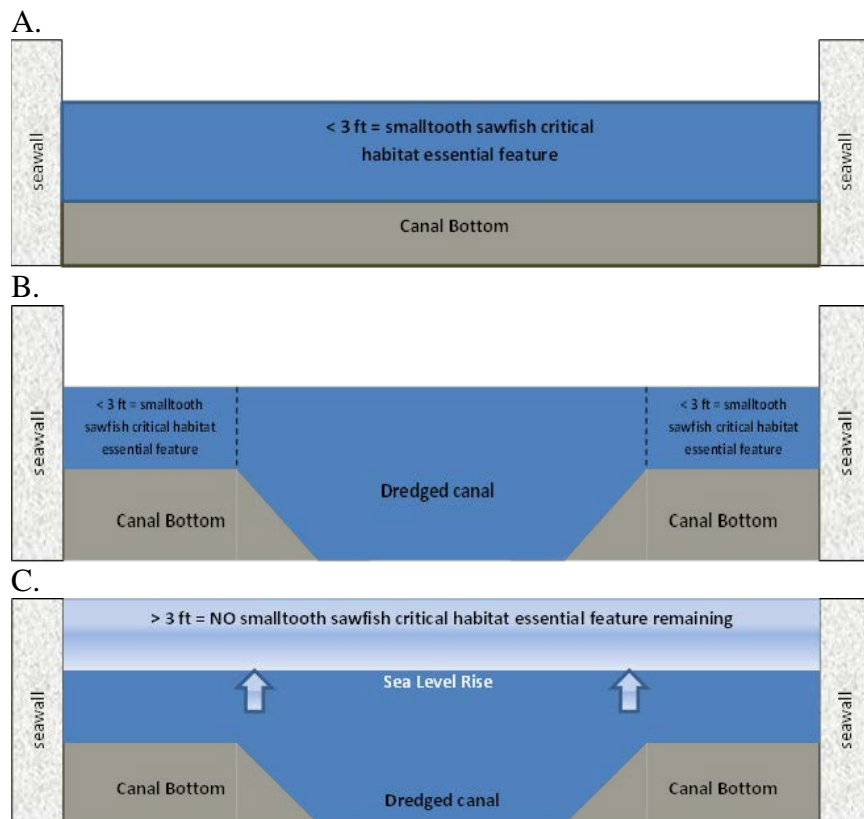 A.
seawall
< 3 ft = smalltooth sawfish critical
habitat essential feature
seawall
Canal Bottom
B.
seawall
< 3 ft = smalltooth
sawfish critical habitat
essential feature
< 3 ft = smalltooth
sawfish critical habitat
essential feature
seawall
Dredged canal
Canal Bottom
Canal Bottom
C.
seawall
> 3 ft = NO smalltooth sawfish critical habitat essential feature remaining
seawall
Sea Level Rise
Canal Bottom
Dredged canal
Canal Bottom